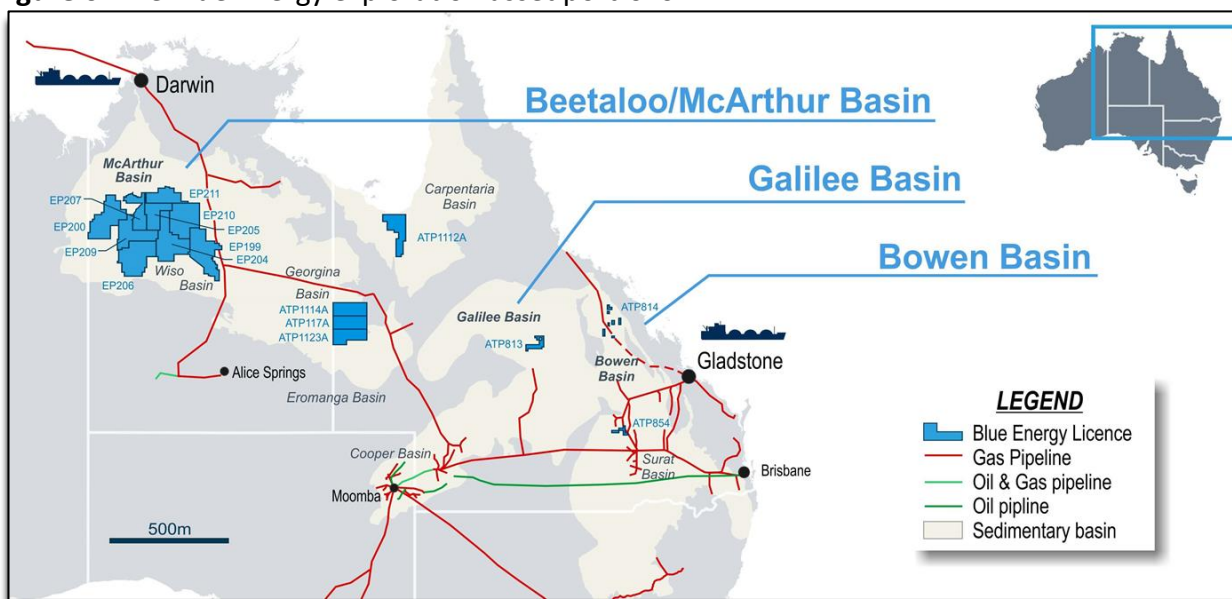 Darwin
Beetaloo/McArthur Basin
McArthur
Basin
Galilee Basin
Carpentaria
Basin
EP207
EP211
EP200
EP210
EP205
ATP1112A
EP209
EP199
EP204
Bowen Basin
Wiso
Basin
EP206
Georgina
Basin
ATP1114A
ATP117A
ATP1123A
Galilee Basin
ATP813
ATP814
Bowen
Basin
Gladstone
Alice Springs
Eromanga Basin
ATP854
Cooper Basin
Surat
Basin
Moomba
Brisbane
500m
LEGEND
Blue Energy Licence
Gas Pipeline
Oil & Gas pipeline
Oil pipline
Sedimentary basin